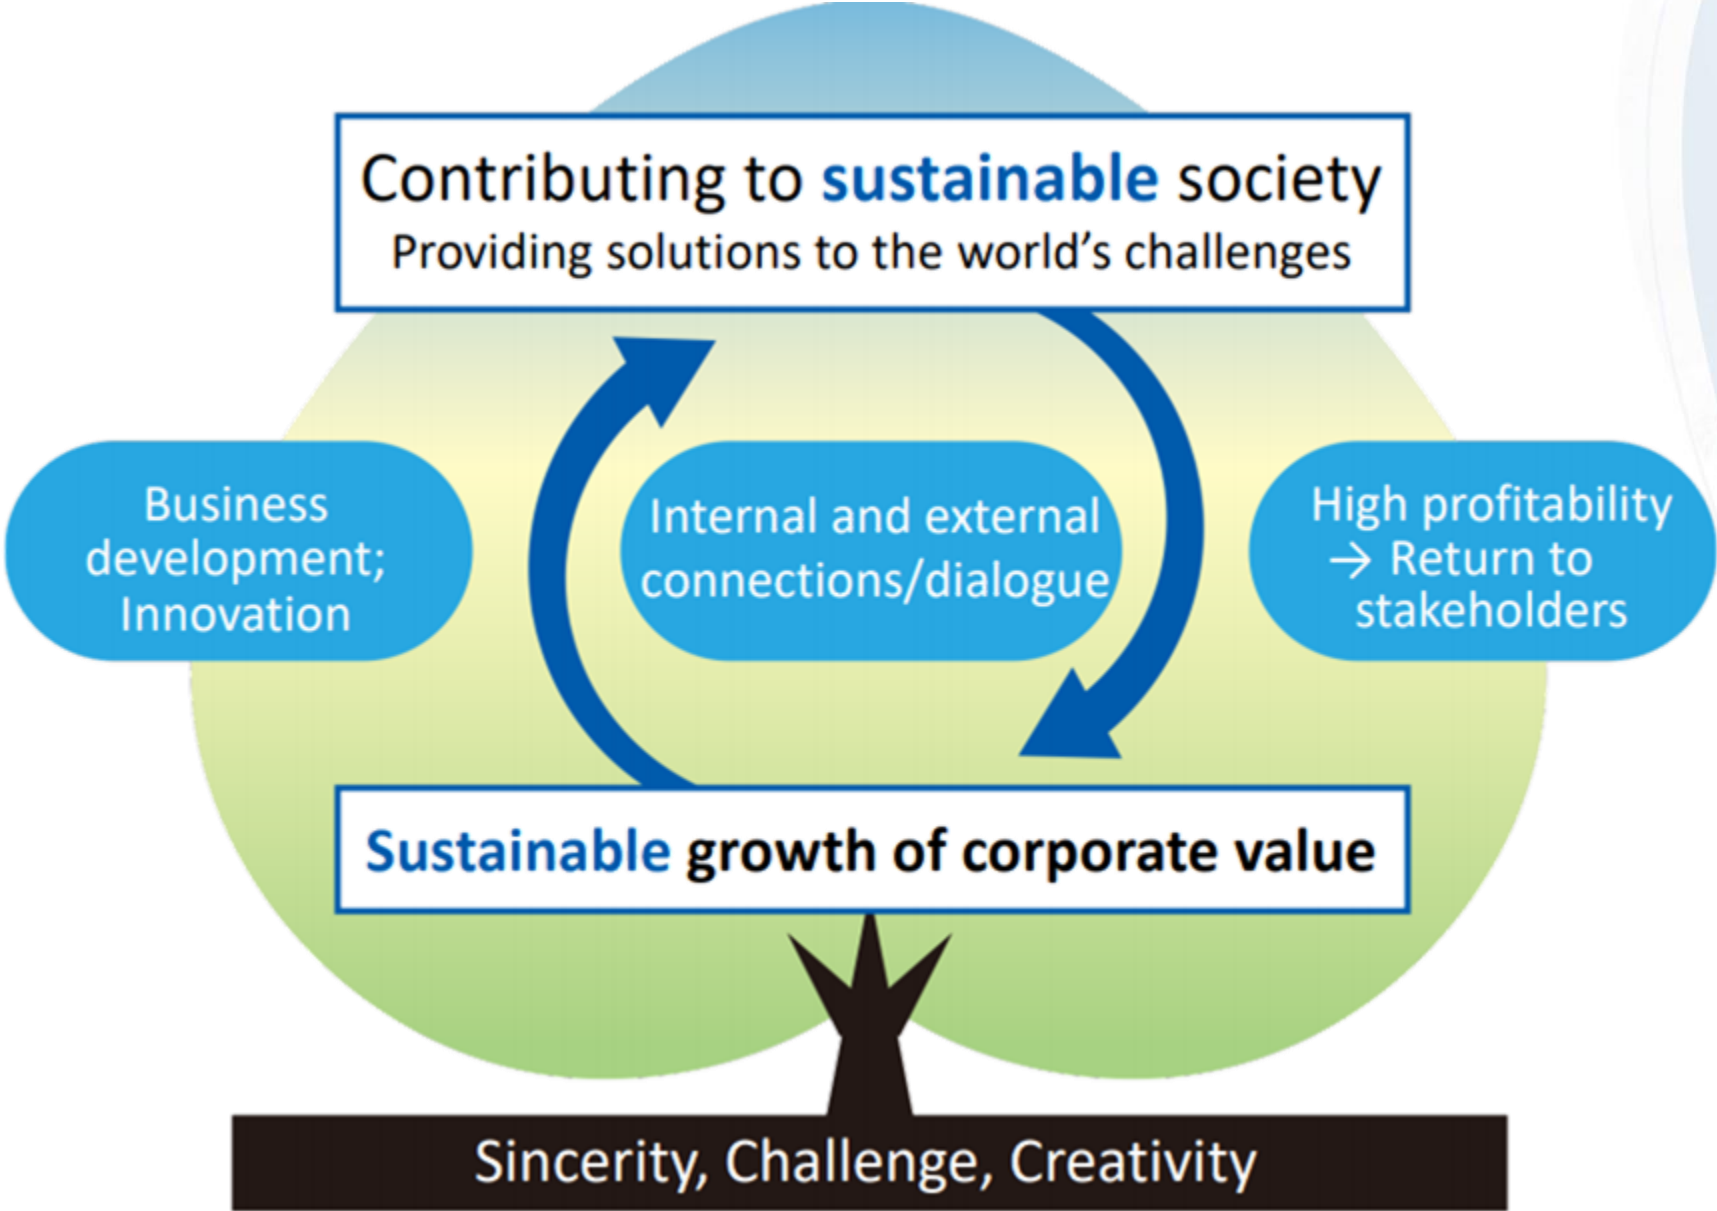 Contributing to sustainable society
Providing solutions to the world’s challenges
Business
development;
Innovation
Internal and external
connections/dialogue
High profitability
→ Return to
stakeholders
Sustainable growth of corporate value
Sincerity, Challenge, Creativity